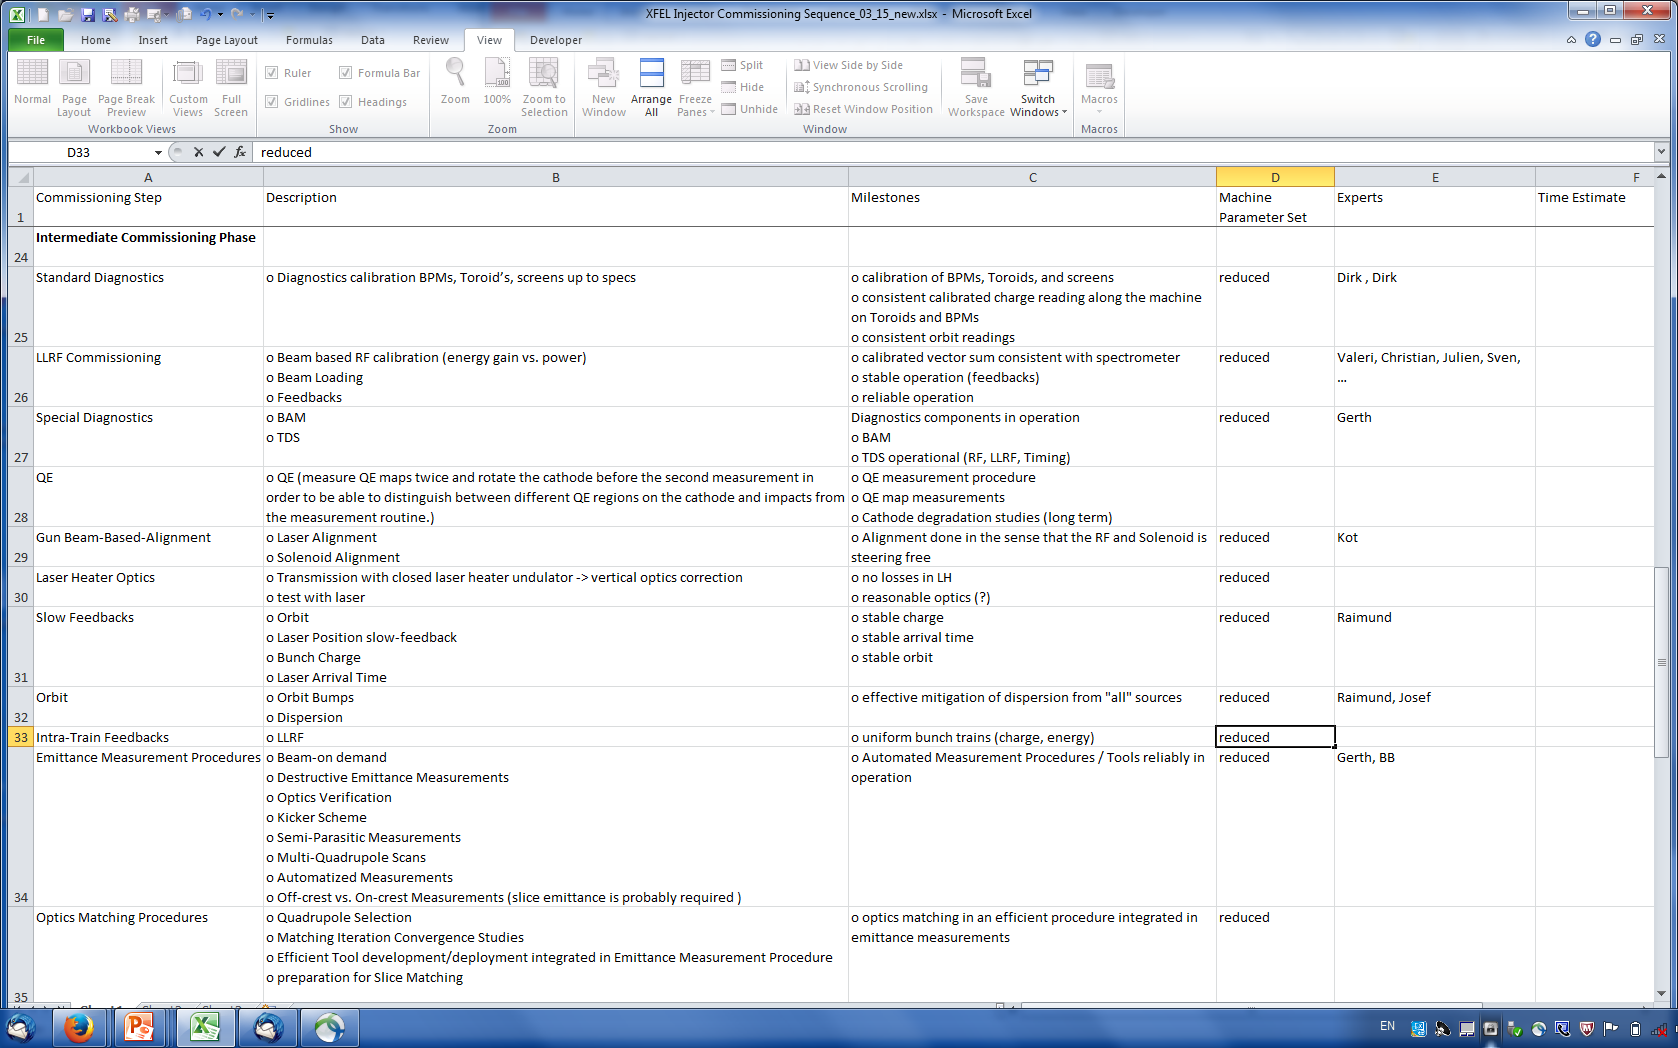 XFEL Injector Commissioning Sequence_03_15_new.xlsx - Microsoft Excel
File Home Insert Page Layout Formulas Data Review View Developer
Normal Page Layout Page Break Preview Custom Views Full Screen
Workbook Views
Ruler Formula Bar
Gridlines Headings
Show
Zoom 100% Zoom to Selection
Zoom
New Window Arrange All Freeze Panes
Split
Hide
Unhide
View Side by Side
Synchronous Scrolling
Reset Window Position
Window
Save Workspace Switch Windows
Macros
Macros
D33 fx reduced
A B C D E F
1 Commissioning Step Description Milestones Machine Parameter Set Experts Time Estimate
24 Intermediate Commissioning Phase
25 Standard Diagnostics
o Diagnostics calibration BPMs, Toroid's, screens up to specs
o calibration of BPMs, Toroids, and screens
o consistent calibrated charge reading along the machine
on Toroids and BPMs
o consistent orbit readings
reduced
Dirk , Dirk
26 LLRF Commissioning
o Beam based RF calibration (energy gain vs. power)
o Beam Loading
o Feedbacks
o calibrated vector sum consistent with spectrometer
o stable operation (feedbacks)
o reliable operation
reduced
Valeri, Christian, Julien, Sven,
...
27 Special Diagnostics
o BAM
o TDS
Diagnostics components in operation
o BAM
o TDS operational (RF, LLRF, Timing)
reduced
Gerth
28 QE
o QE (measure QE maps twice and rotate the cathode before the second measurement in
order to be able to distinguish between different QE regions on the cathode and impacts from
the measurement routine.)
o QE measurement procedure
o QE map measurements
o Cathode degradation studies (long term)
29 Gun Beam-Based-Alignment
o Laser Alignment
o Solenoid Alignment
o Alignment done in the sense that the RF and Solenoid is
steering free
reduced
Kot
30 Laser Heater Optics
o Transmission with closed laser heater undulator -> vertical optics correction
o test with laser
o no losses in LH
o reasonable optics (?)
reduced
31 Slow Feedbacks
o Orbit
o Laser Position slow-feedback
o Bunch Charge
o Laser Arrival Time
o stable charge
o stable arrival time
o stable orbit
reduced
Raimund
32 Orbit
o Orbit Bumps
o Dispersion
o effective mitigation of dispersion from "all" sources
reduced
Raimund, Josef
33 Intra-Train Feedbacks
o LLRF
o uniform bunch trains (charge, energy)
reduced
34 Emittance Measurement Procedures
o Beam-on demand
o Destructive Emittance Measurements
o Optics Verification
o Kicker Scheme
o Semi-Parasitic Measurements
o Multi-Quadrupole Scans
o Automatized Measurements
o Off-crest vs. On-crest Measurements (slice emittance is probably required )
o Automated Measurement Procedures / Tools reliably in
operation
reduced
Gerth, BB
35 Optics Matching Procedures
o Quadrupole Selection
o Matching Iteration Convergence Studies
o Efficient Tool development/deployment integrated in Emittance Measurement Procedure
o preparation for Slice Matching
o optics matching in an efficient procedure integrated in
emittance measurements
reduced
EN